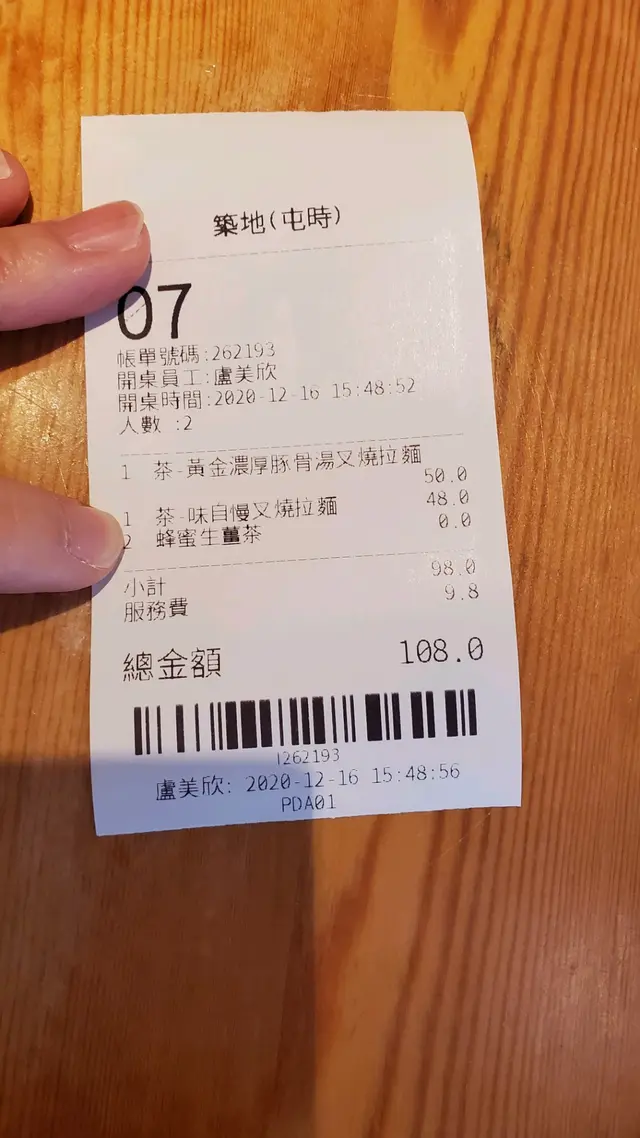 築地(屯時)
07
帳單號碼:262193
開桌員工:盧美欣
開桌時間:2020-12-16 15:48:52
人數 :2
1 茶-黃金濃厚豚骨湯叉燒拉麵
50.0
1 茶-味自慢叉燒拉麵 48.0
2 蜂蜜生薑茶 0.0
小計 98.0
服務費 9.8
總金額 108.0
I262193
盧美欣: 2020-12-16 15:48:56
PDA01